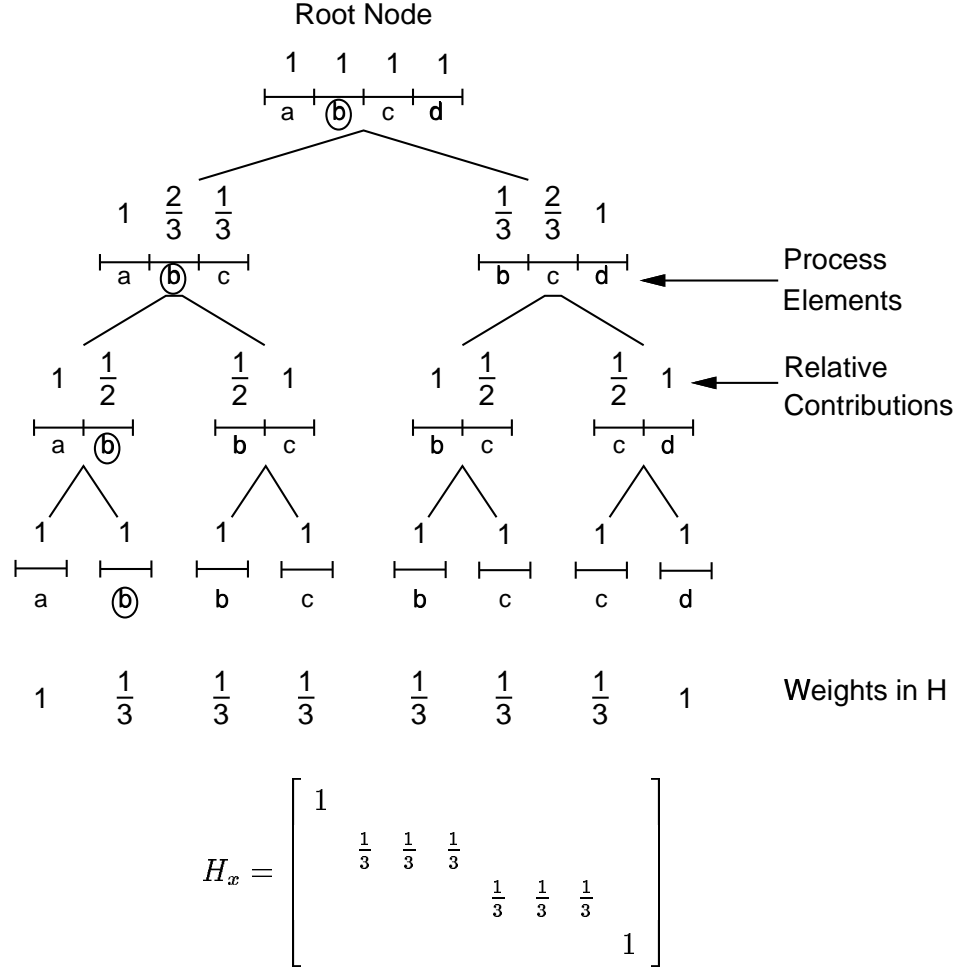 Root Node
1 1 1 1
a b c d
1 2/3 1/3 1/3 2/3 1
a b c b c d
Process
Elements
1 1/2 1/2 1 1 1/2 1/2 1
Relative
Contributions
a b b c b c c d
1 1 1 1 1 1 1 1
a b b c b c c d
1 1/3 1/3 1/3 1/3 1/3 1/3 1 Weights in H
1
1/3 1/3 1/3
H_x =
1/3 1/3 1/3
1